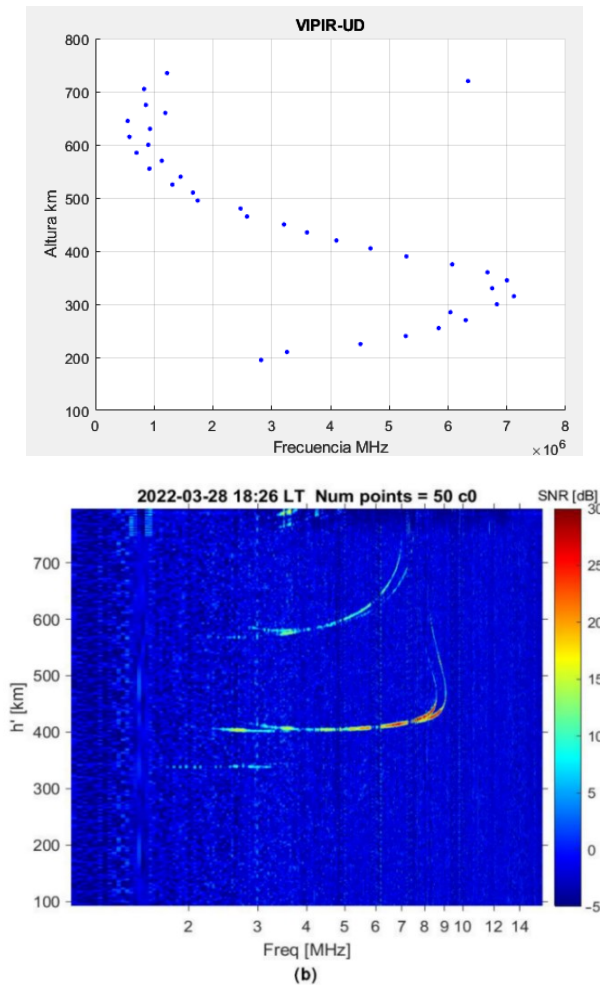 VIPIR-UD
800
700
600
500
400
300
200
100
Altura km
0 1 2 3 4 5 6 7 8
Frecuencia MHz
×10⁶
2022-03-28 18:26 LT Num points = 50 c0
SNR [dB]
700
600
500
400
300
200
100
h' [km]
2 3 4 5 6 7 8 9 10 12 14
Freq [MHz]
30
25
20
15
10
5
0
-5
(b)